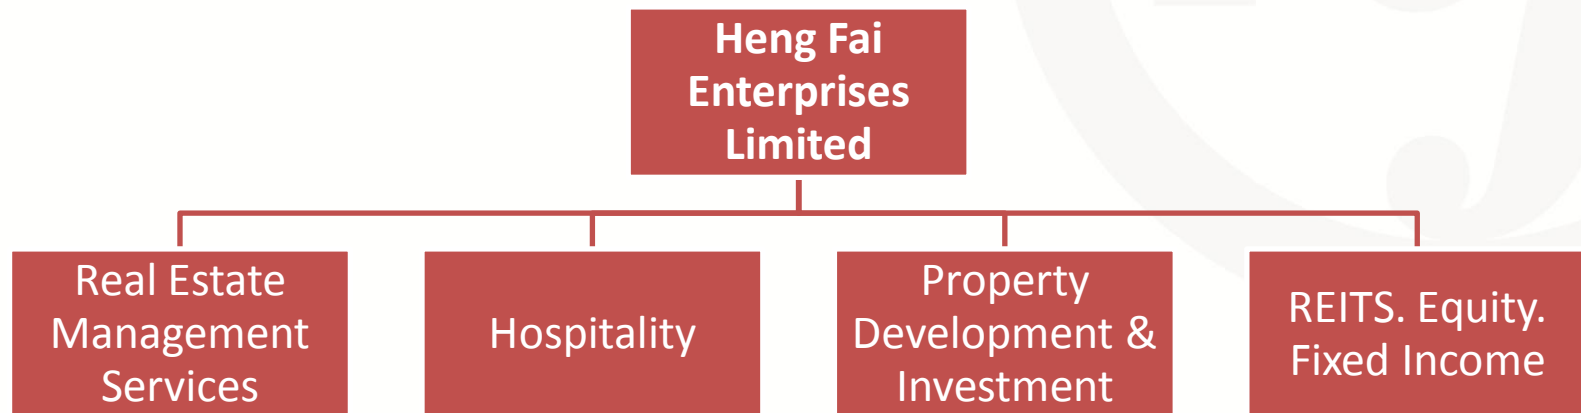 Heng Fai
Enterprises
Limited
Real Estate
Management
Services
Hospitality
Property
Development &
Investment
REITS. Equity.
Fixed Income